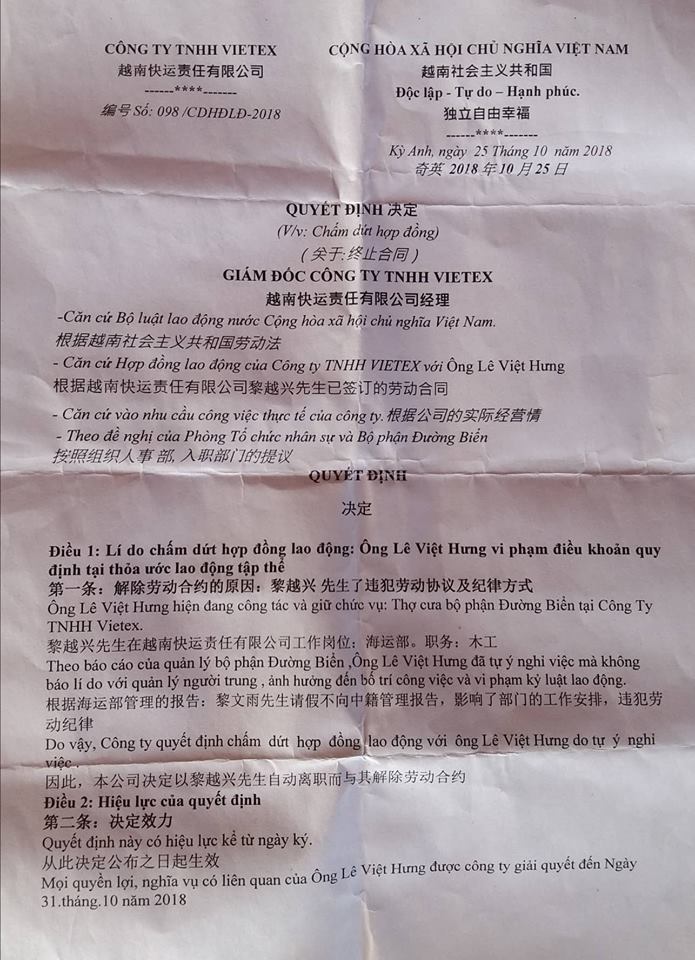 CÔNG TY TNHH VIETEX
越南快运责任有限公司
------****-------
编号 Số: 098 /CDHĐLĐ-2018
CỘNG HÒA XÃ HỘI CHỦ NGHĨA VIỆT NAM
越南社会主义共和国
Độc lập - Tự do – Hạnh phúc.
独立自由幸福
------****-------
Kỳ Anh, ngày 25 Tháng 10 năm 2018
奇英 2018 年 10 月 25 日
QUYẾT ĐỊNH 决定
(V/v: Chấm dứt hợp đồng)
( 关于:终止合同 )
GIÁM ĐỐC CÔNG TY TNHH VIETEX
越南快运责任有限公司经理
-Căn cứ Bộ luật lao động nước Cộng hòa xã hội chủ nghĩa Việt Nam.
根据越南社会主义共和国劳动法
- Căn cứ Hợp đồng lao động của Công ty TNHH VIETEX với Ông Lê Việt Hưng
根据越南快运责任有限公司黎越兴先生已签订的劳动合同
- Căn cứ vào nhu cầu công việc thực tế của công ty.根据公司的实际经营情
- Theo đề nghị của Phòng Tổ chức nhân sự và Bộ phận Đường Biển
按照组织人事 部, 入职部门的提议
QUYẾT ĐỊNH
决定
Điều 1: Lí do chấm dứt hợp đồng lao động: Ông Lê Việt Hưng vi phạm điều khoản quy
định tại thỏa ước lao động tập thể
第一条：解除劳动合约的原因：黎越兴 先生了违犯劳动协议及纪律方式
Ông Lê Việt Hưng hiện đang công tác và giữ chức vụ: Thợ cưa bộ phận Đường Biển tại Công Ty
TNHH Vietex.
黎越兴先生在越南快运责任有限公司工作岗位：海运部。职务：木工
Theo báo cáo của quản lý bộ phận Đường Biển ,Ông Lê Việt Hưng đã tự ý nghỉ việc mà không
báo lí do với quản lý người trung , ảnh hưởng đến bố trí công việc và vi phạm kỷ luật lao động.
根据海运部管理的报告：黎文雨先生请假不向中籍管理报告，影响了部门的工作安排，违犯劳
动纪律
Do vậy, Công ty quyết định chấm dứt hợp đồng lao động với ông Lê Việt Hưng do tự ý nghỉ
việc .
因此，本公司决定以黎越兴先生自动离职而与其解除劳动合约
Điều 2: Hiệu lực của quyết định
第二条：决定效力
Quyết định này có hiệu lực kể từ ngày ký.
从此决定公布之日起生效
Mọi quyền lợi, nghĩa vụ có liên quan của Ông Lê Việt Hưng được công ty giải quyết đến Ngày
31.tháng.10 năm 2018